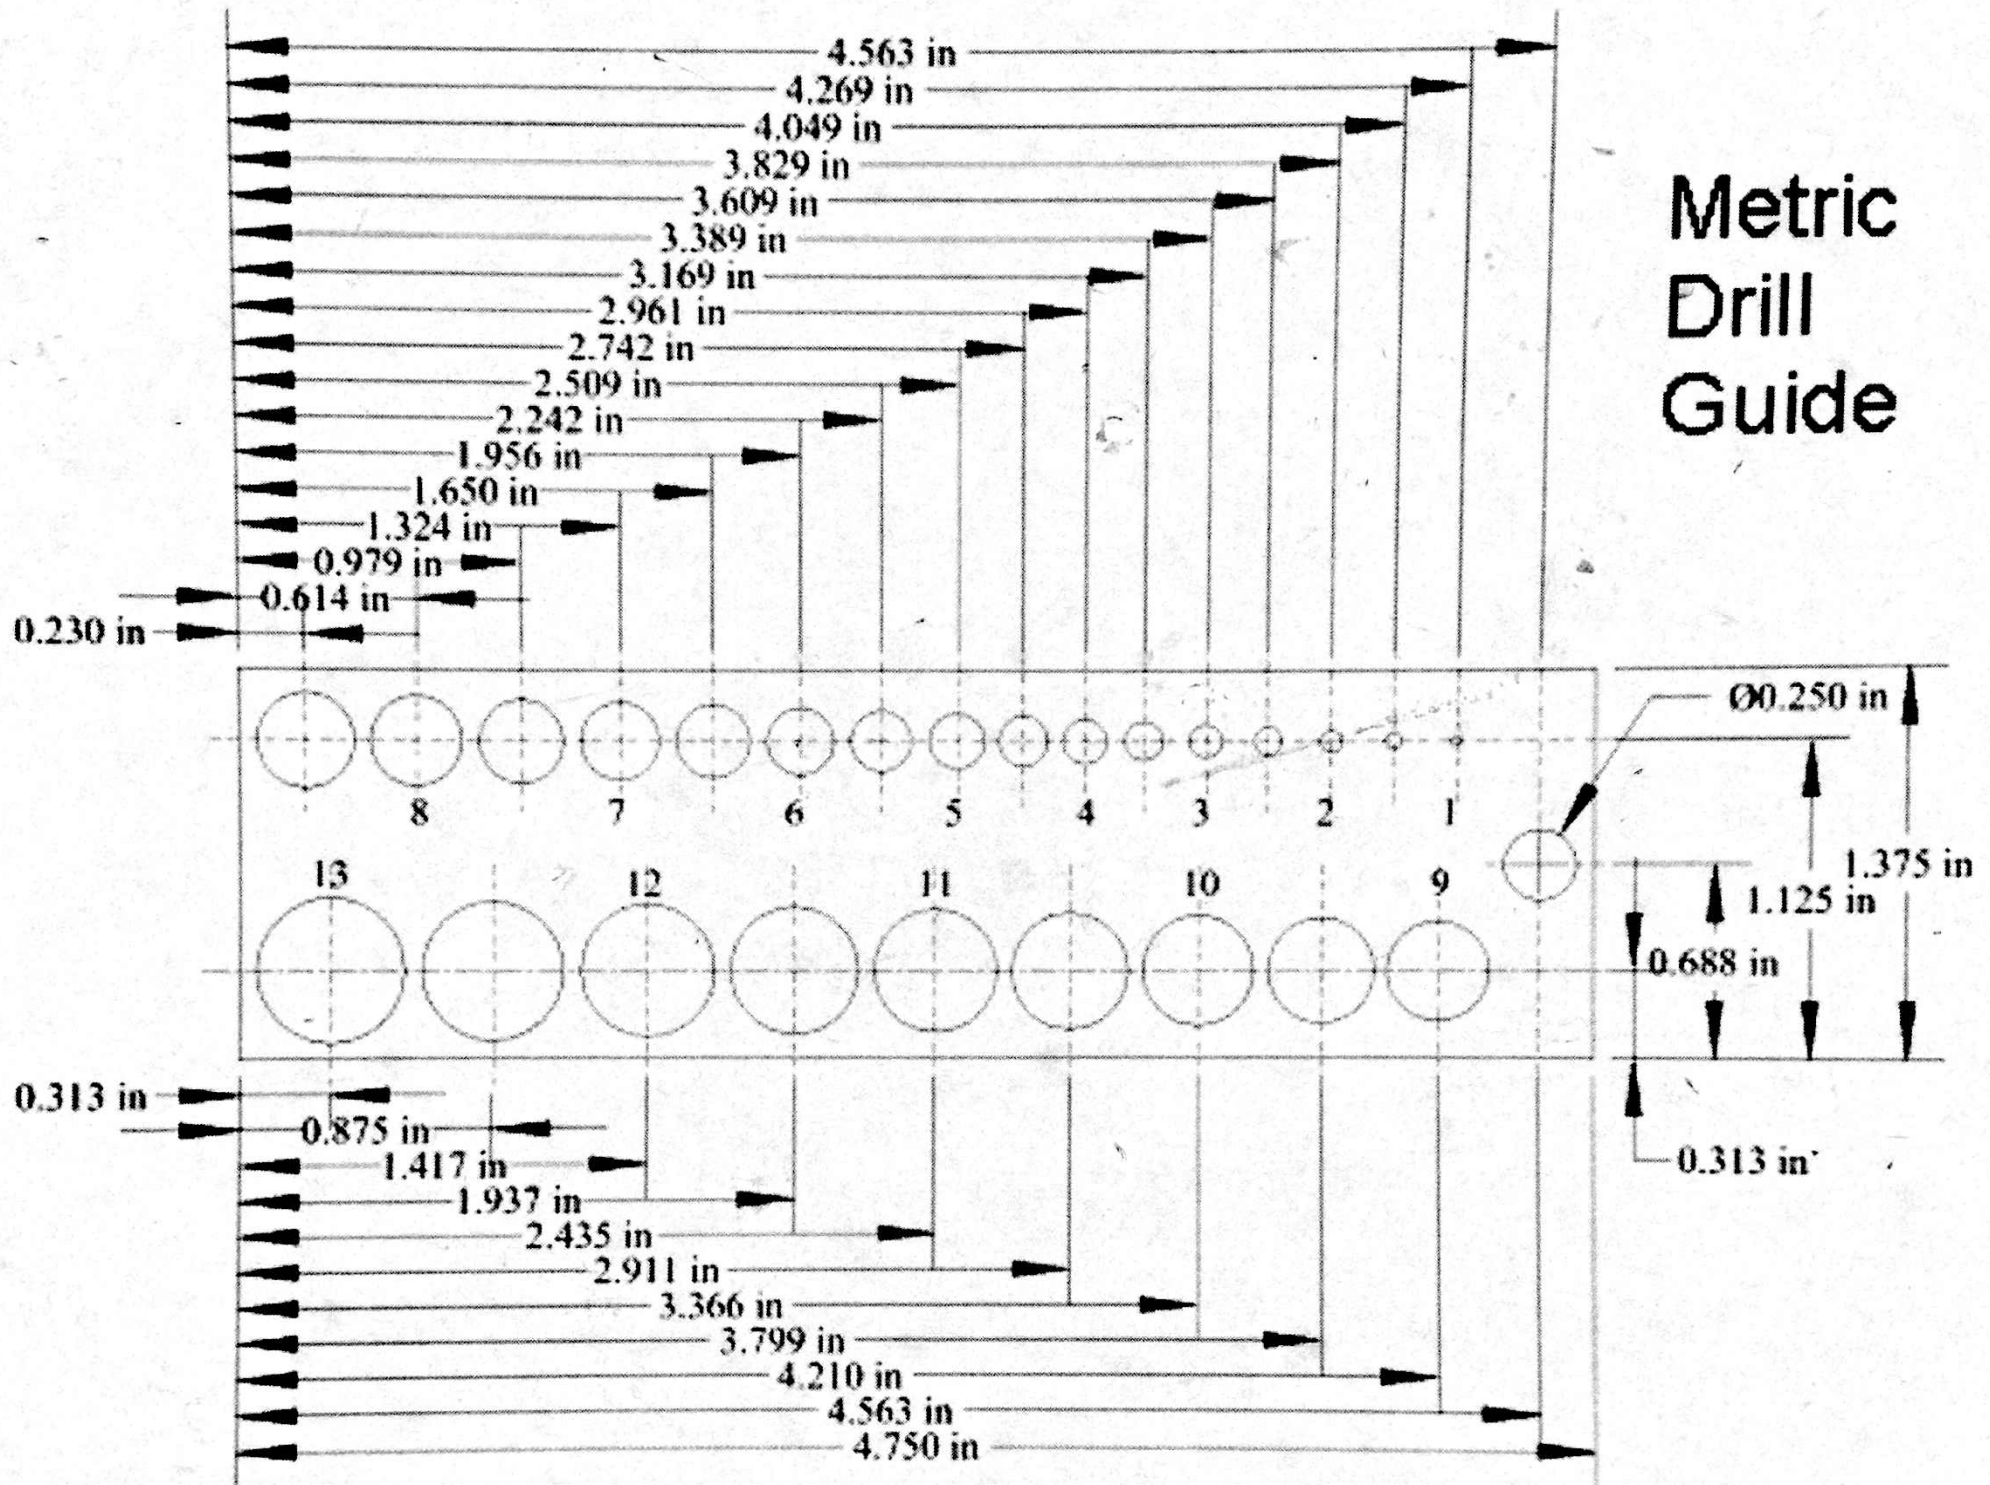 4.563 in
4.269 in
4.049 in
3.829 in
3.609 in
3.389 in
3.169 in
2.961 in
2.742 in
2.509 in
2.242 in
1.956 in
1.650 in
1.324 in
0.979 in
0.614 in
0.230 in
Metric
Drill
Guide
Ø0.250 in
8 7 6 5 4 3 2 1
13 12 11 10 9
1.375 in
1.125 in
0.688 in
0.313 in
0.313 in
0.875 in
1.417 in
1.937 in
2.435 in
2.911 in
3.366 in
3.799 in
4.210 in
4.563 in
4.750 in